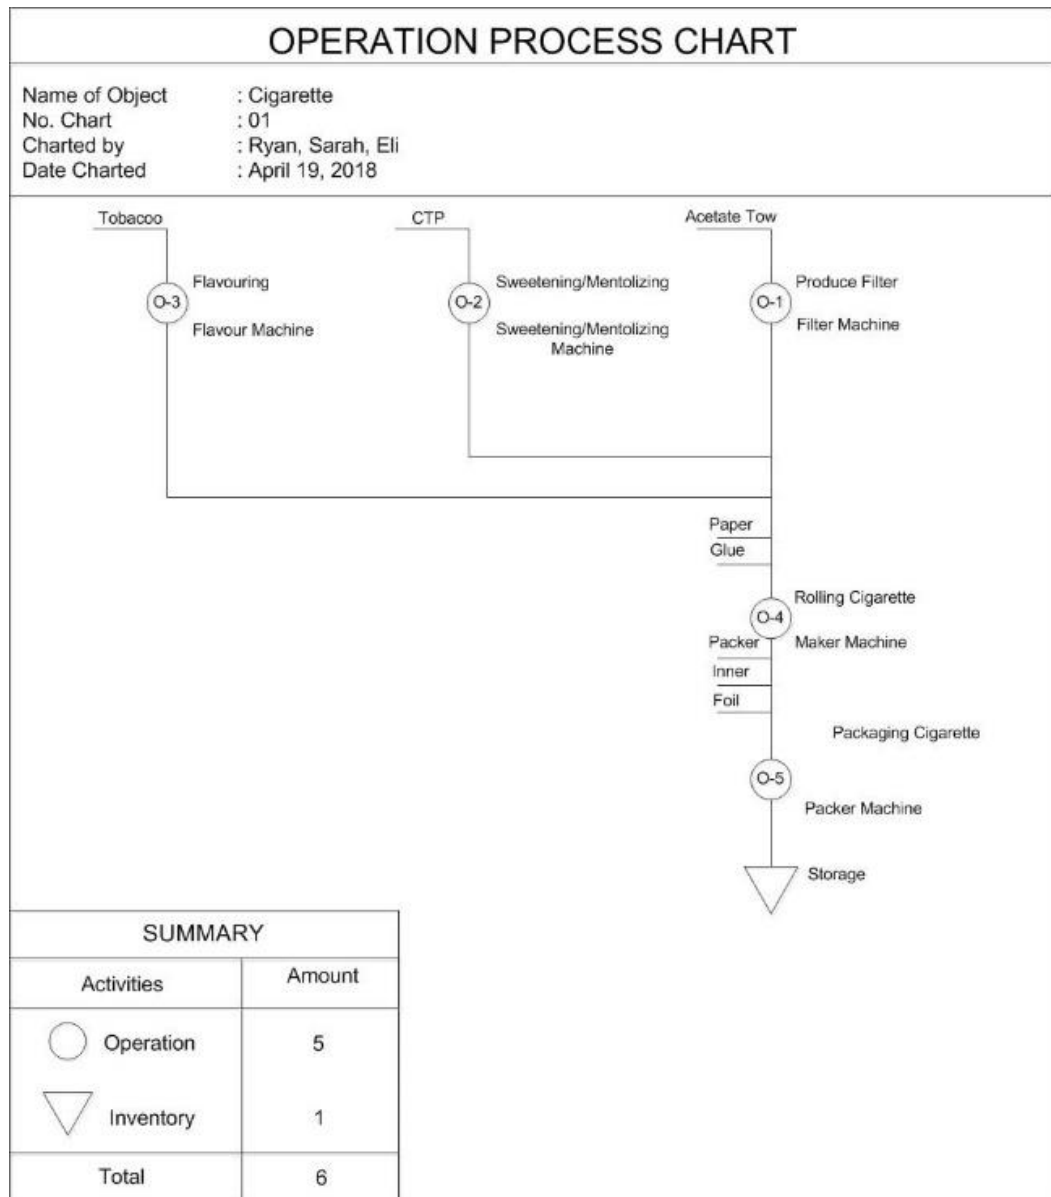 OPERATION PROCESS CHART
Name of Object : Cigarette
No. Chart : 01
Charted by : Ryan, Sarah, Eli
Date Charted : April 19, 2018
Tobacoo
CTP
Acetate Tow
O-3
Flavouring
Flavour Machine
O-2
Sweetening/Mentolizing
Sweetening/Mentolizing
Machine
O-1
Produce Filter
Filter Machine
Paper
Glue
O-4
Rolling Cigarette
Maker Machine
Packer
Inner
Foil
Packaging Cigarette
O-5
Packer Machine
Storage
SUMMARY
Activities Amount
Operation 5
Inventory 1
Total 6